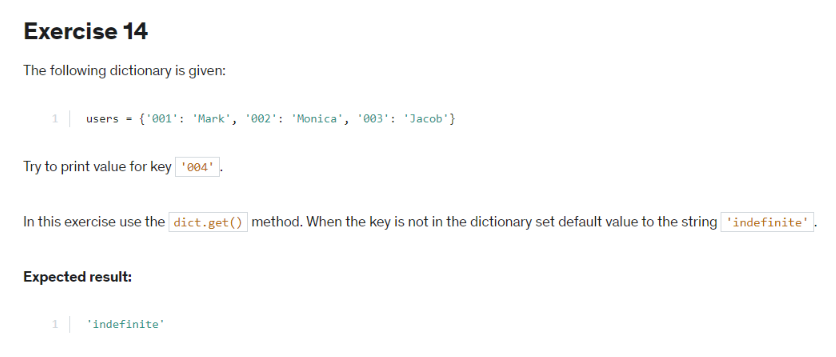 Exercise 14
The following dictionary is given:
1 users = {'001': 'Mark', '002': 'Monica', '003': 'Jacob'}
Try to print value for key '004'.
In this exercise use the dict.get() method. When the key is not in the dictionary set default value to the string 'indefinite'.
Expected result:
1 'indefinite'